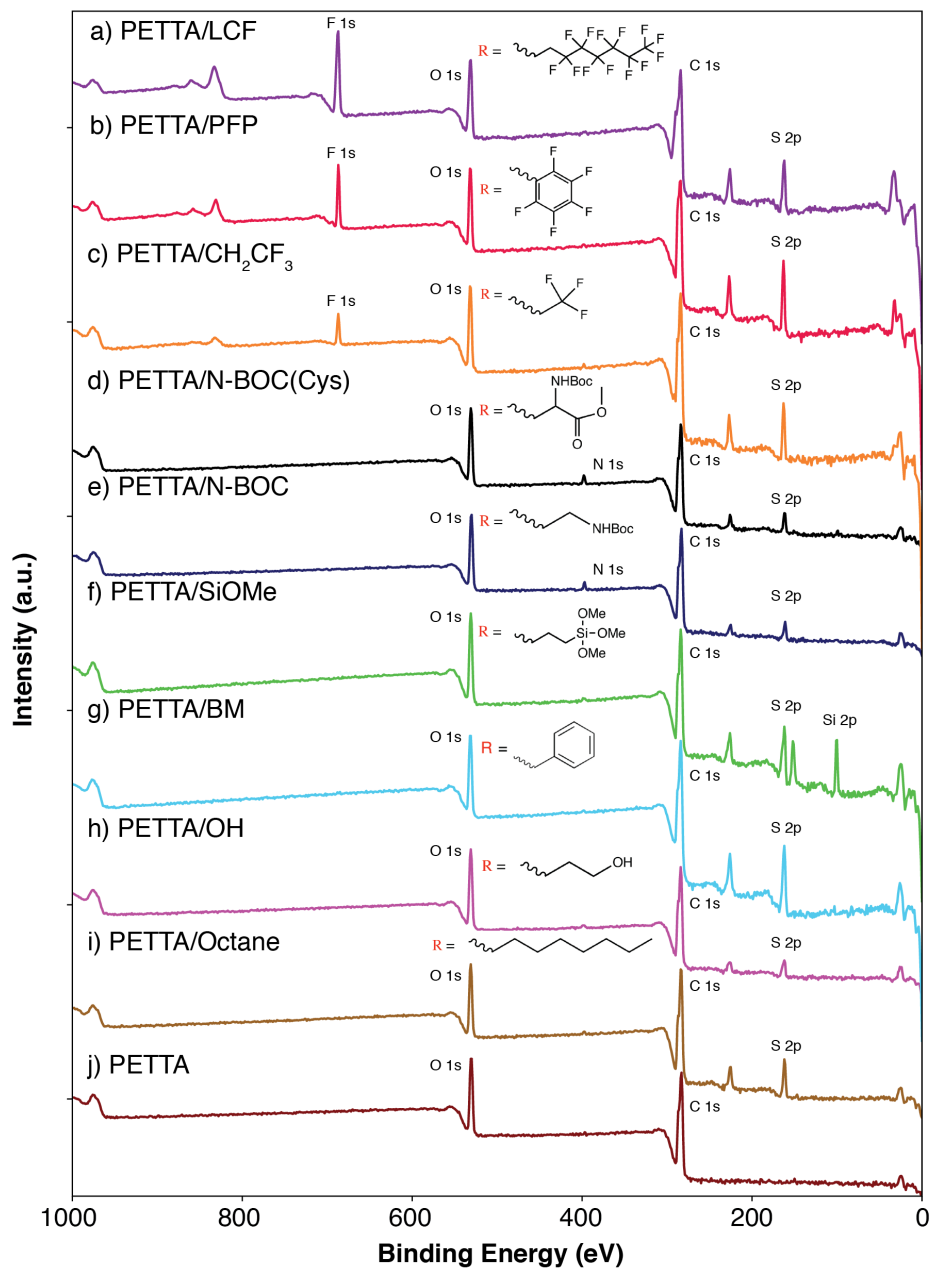 a) PETTA/LCF
F 1s
O 1s
R =
F F F F F F
F F F F F F F
C 1s
b) PETTA/PFP
F 1s
O 1s
R =
F
F F
F F
F
S 2p
C 1s
c) PETTA/CH2CF3
F 1s
O 1s
R =
F F
F
S 2p
C 1s
d) PETTA/N-BOC(Cys)
O 1s
R =
NHBoc
O
O
N 1s
S 2p
C 1s
e) PETTA/N-BOC
O 1s
R =
NHBoc
N 1s
S 2p
C 1s
f) PETTA/SiOMe
O 1s
R =
OMe
Si–OMe
OMe
S 2p
C 1s
g) PETTA/BM
O 1s
R =
S 2p
Si 2p
C 1s
h) PETTA/OH
O 1s
R =
OH
S 2p
C 1s
i) PETTA/Octane
R =
O 1s
S 2p
C 1s
j) PETTA
O 1s
S 2p
C 1s
Intensity (a.u.)
1000 800 600 400 200 0
Binding Energy (eV)